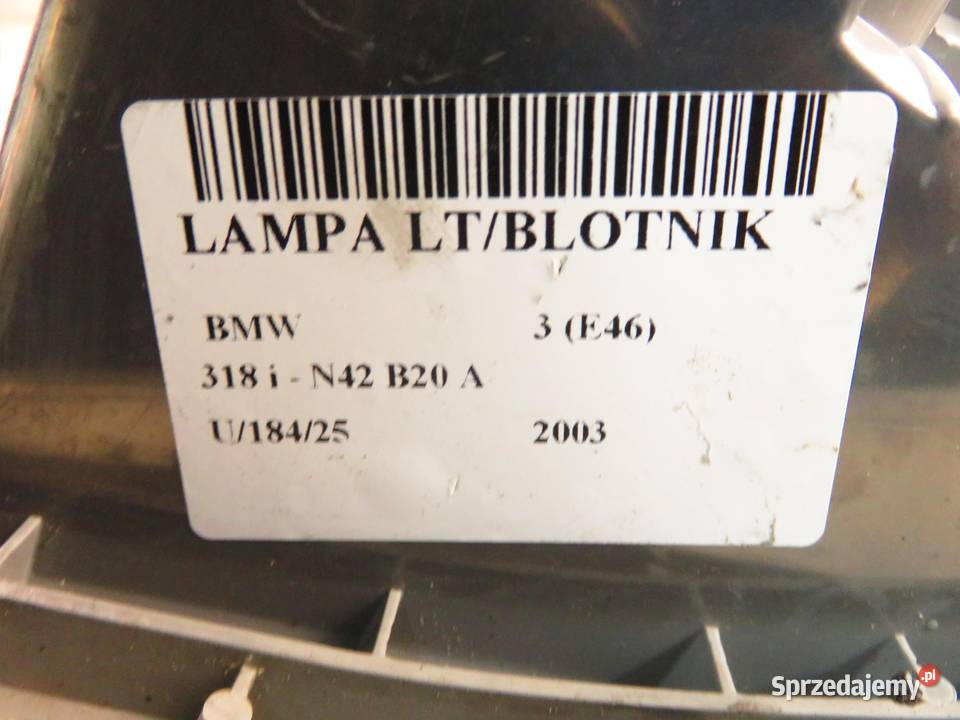 LAMPA LT/BLOTNIK
BMW 3 (E46)
318 i - N42 B20 A
U/184/25 2003
Sprzedajemy.pl